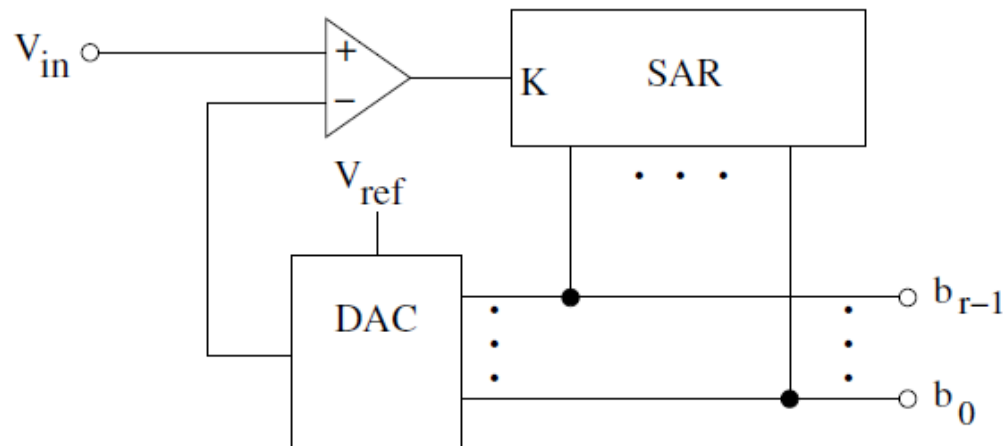 V_in
+
−
K
SAR
. . .
V_ref
DAC
b_r−1
b_0